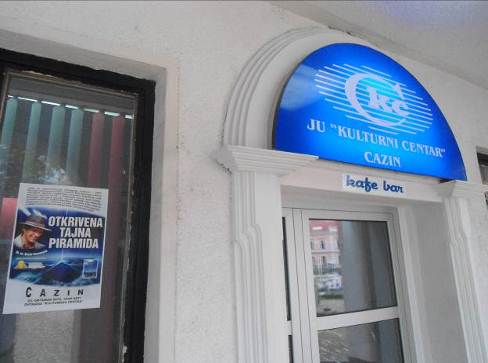 kc
JU "KULTURNI CENTAR"
CAZIN
kafe bar
OTKRIVENA
TAJNA
PIRAMIDA
CAZIN